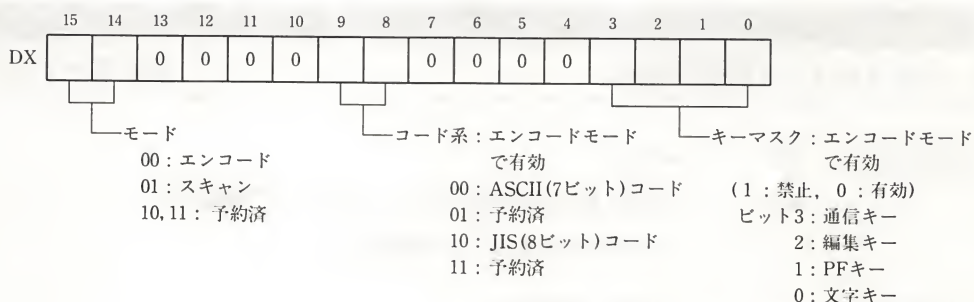 15 14 13 12 11 10 9 8 7 6 5 4 3 2 1 0
DX 0 0 0 0 0 0 0 0
モード
00：エンコード
01：スキャン
10,11：予約済
コード系：エンコードモード
で有効
00：ASCII(7ビット)コード
01：予約済
10：JIS(8ビット)コード
11：予約済
キーマスク：エンコードモード
で有効
(1：禁止，0：有効)
ビット3：通信キー
2：編集キー
1：PFキー
0：文字キー